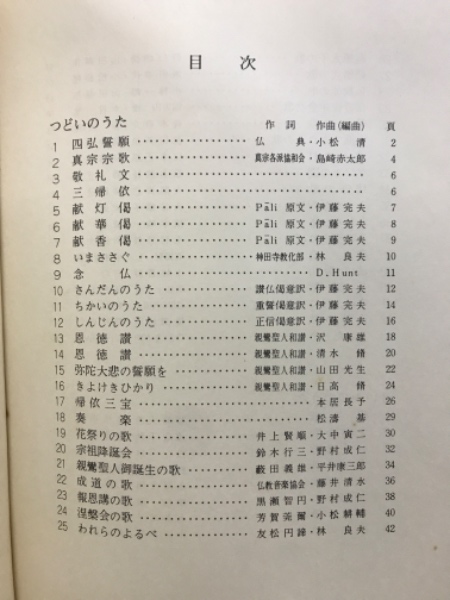 目次
つどいのうた 作詞 作曲(編曲) 頁
1 四弘誓願 ………… 仏典・小松清 2
2 真宗宗歌 ………… 真宗各派協和会・島崎赤太郎 4
3 敬礼文 ………… 6
4 三帰依 ………… 6
5 献灯偈 ………… Pāli 原文・伊藤完夫 7
6 献華偈 ………… Pāli 原文・伊藤完夫 8
7 献香偈 ………… Pāli 原文・伊藤完夫 9
8 いまささぐ ………… 神田寺教化部・林良夫 10
9 念仏 ………… D.Hunt 11
10 さんだんのうた ………… 讃仏偈意訳・伊藤完夫 12
11 ちかいのうた ………… 重誓偈意訳・伊藤完夫 14
12 しんじんのうた ………… 正信偈意訳・伊藤完夫 16
13 恩徳讃 ………… 親鸞聖人和讃・沢康雄 18
14 恩徳讃 ………… 親鸞聖人和讃・清水脩 20
15 弥陀大悲の誓願を ………… 親鸞聖人和讃・山田光生 22
16 きよけきひかり ………… 親鸞聖人和讃・日高脩 24
17 帰依三宝 ………… 本居長予 26
18 奏楽 ………… 松濤基 29
19 花祭りの歌 ………… 井上賢順・大中寅二 30
20 宗祖降誕会 ………… 鈴木行三・野村成仁 32
21 親鸞聖人御誕生の歌 ………… 藪田義雄・平井康三郎 34
22 成道の歌 ………… 仏教音楽協会・藤井清水 36
23 報恩講の歌 ………… 黒瀬智円・野村成仁 38
24 涅槃会の歌 ………… 芳賀〓爾・小松耕輔 40
25 われらのよるべ ………… 友松円諦・林良夫 42